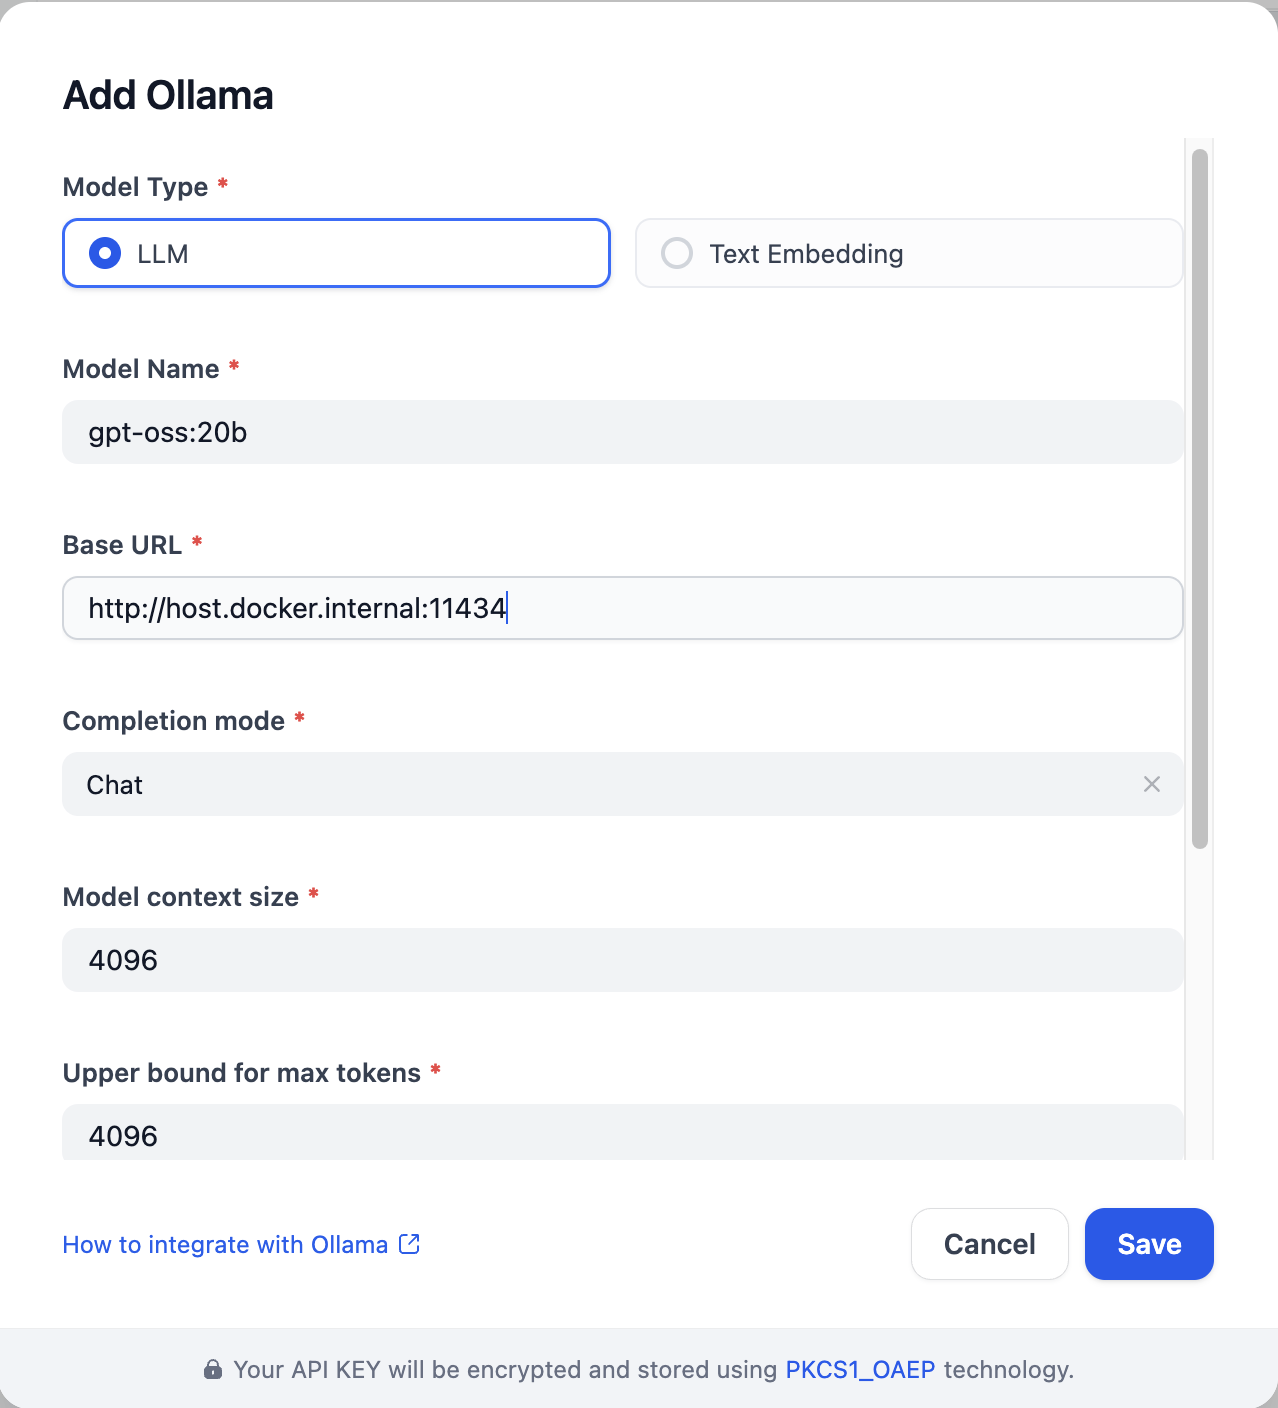 Add Ollama
Model Type *
LLM
Text Embedding
Model Name *
gpt-oss:20b
Base URL *
http://host.docker.internal:11434
Completion mode *
Chat
Model context size *
4096
Upper bound for max tokens *
4096
How to integrate with Ollama
Cancel
Save
Your API KEY will be encrypted and stored using PKCS1_OAEP technology.